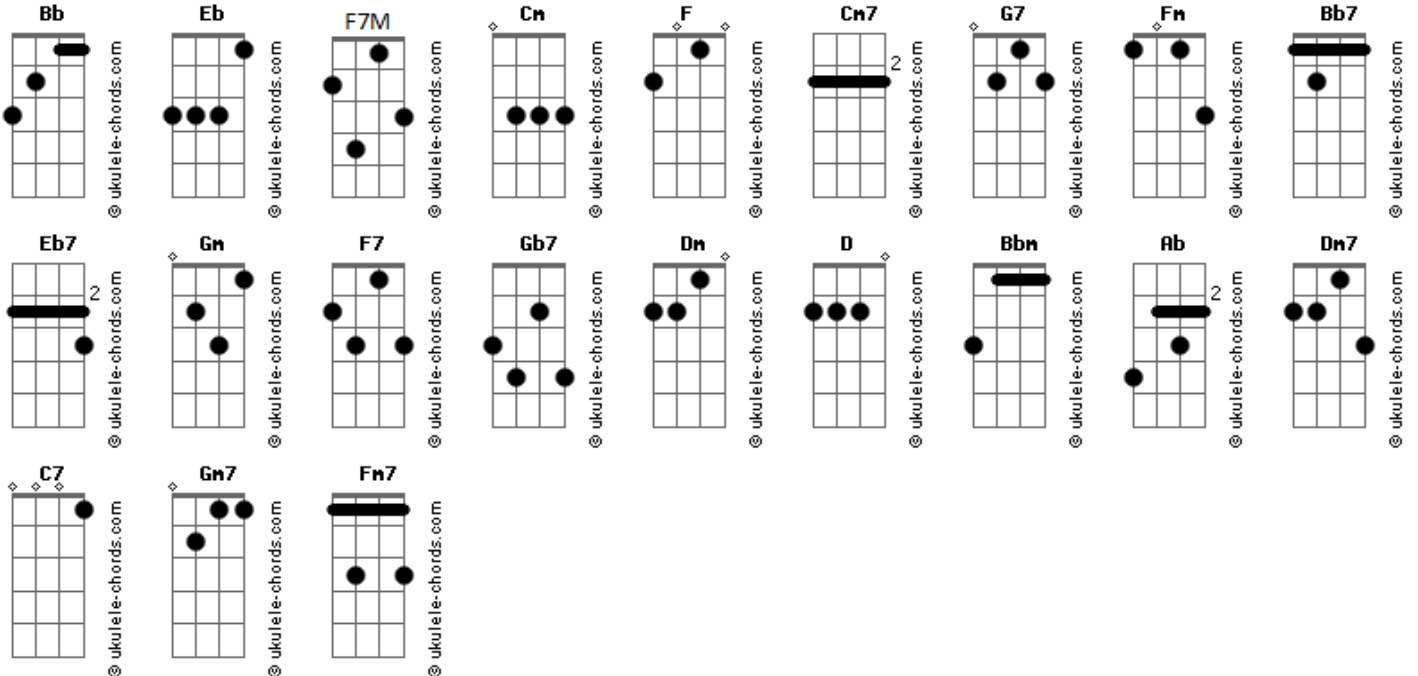 Bb Eb F7M Cm F Cm7 G7 Fm Bb7
2
© ukulele-chords.com © ukulele-chords.com © ukulele-chords.com © ukulele-chords.com © ukulele-chords.com © ukulele-chords.com © ukulele-chords.com © ukulele-chords.com © ukulele-chords.com
Eb7 Gm F7 Gb7 Dm D Bbm Ab Dm7
2 2
© ukulele-chords.com © ukulele-chords.com © ukulele-chords.com © ukulele-chords.com © ukulele-chords.com © ukulele-chords.com © ukulele-chords.com © ukulele-chords.com © ukulele-chords.com
C7 Gm7 Fm7
© ukulele-chords.com © ukulele-chords.com © ukulele-chords.com